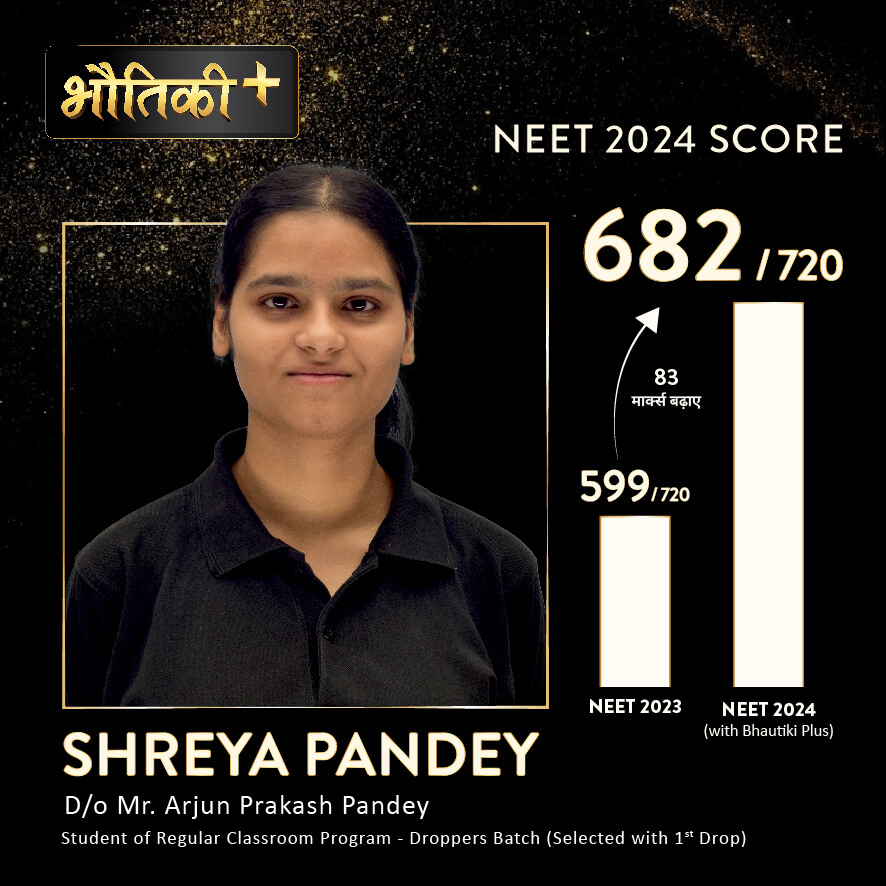 भौतिकी+
NEET 2024 SCORE
682 / 720
83
मार्क्स बढ़ाए
599 / 720
NEET 2023
NEET 2024
(with Bhautiki Plus)
SHREYA PANDEY
D/o Mr. Arjun Prakash Pandey
Student of Regular Classroom Program - Droppers Batch (Selected with 1st Drop)